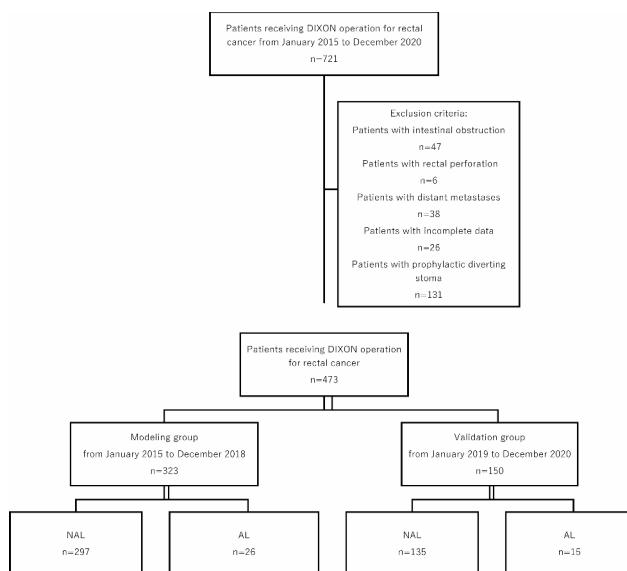 Patients receiving DIXON operation for rectal
cancer from January 2015 to December 2020
n−721
Exclusion criteria:
Patients with intestinal obstruction
n=47
Patients with rectal perforation
n=6
Patients with distant metastases
n=38
Patients with incomplete data
n=26
Patients with prophylactic diverting
stoma
n=131
Patients receiving DIXON operation
for rectal cancer
n=473
Modeling group
from January 2015 to December 2018
n=323
Validation group
from January 2019 to December 2020
n=150
NAL
n=297
AL
n=26
NAL
n=135
AL
n=15